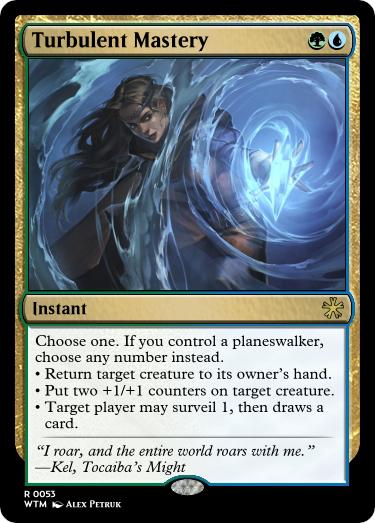 Turbulent Mastery
Instant
Choose one. If you control a planeswalker,
choose any number instead.
• Return target creature to its owner's hand.
• Put two +1/+1 counters on target creature.
• Target player may surveil 1, then draws a
card.
“I roar, and the entire world roars with me.”
—Kel, Tocaiba's Might
R 0053
WTM Alex Petruk